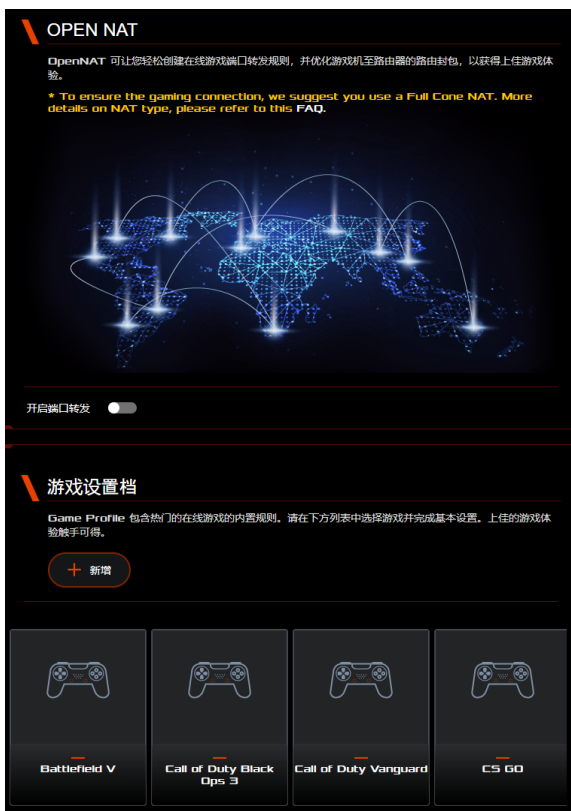 OPEN NAT
OpenNAT 可让您轻松创建在线游戏端口转发规则，并优化游戏机至路由器的路由封包，以获得上佳游戏体
验。
* To ensure the gaming connection, we suggest you use a Full Cone NAT. More
details on NAT type, please refer to this FAQ.
开启端口转发
游戏设置档
Game Profile 包含热门的在线游戏的内置规则。请在下方列表中选择游戏并完成基本设置。上佳的游戏体
验触手可得。
新增
Battlefield V
Call of Duty Black
Ops 3
Call of Duty Vanguard
CS GO